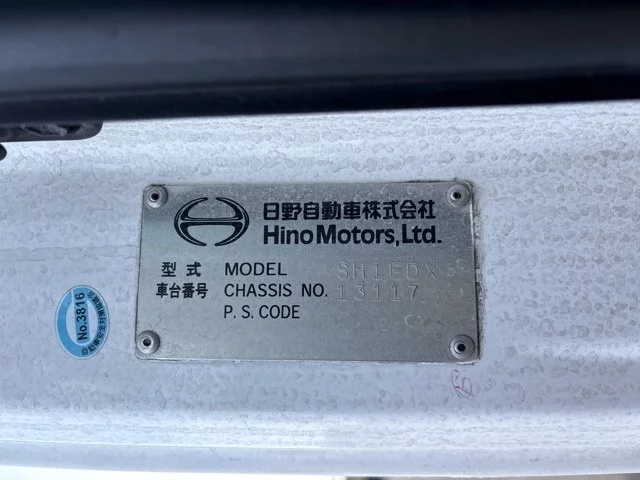 日野自動車株式会社
Hino Motors, Ltd.
型式 MODEL SH1EDX
車台番号 CHASSIS NO. 13117
P. S. CODE
No.3816